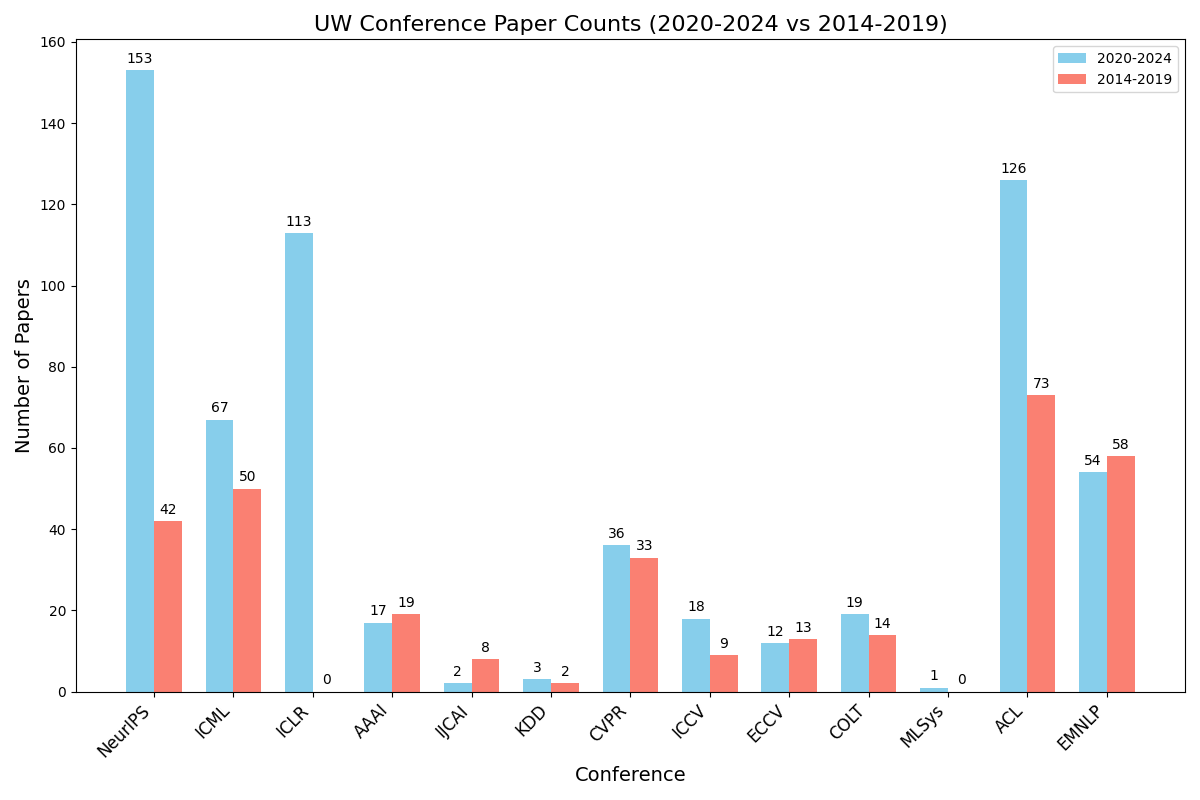 UW Conference Paper Counts (2020-2024 vs 2014-2019)
2020-2024
2014-2019
Number of Papers
160
140
120
100
80
60
40
20
0
153
42
67
50
113
0
17
19
2
8
3
2
36
33
18
9
12
13
19
14
1
0
126
73
54
58
NeurIPS
ICML
ICLR
AAAI
IJCAI
KDD
CVPR
ICCV
ECCV
COLT
MLSys
ACL
EMNLP
Conference